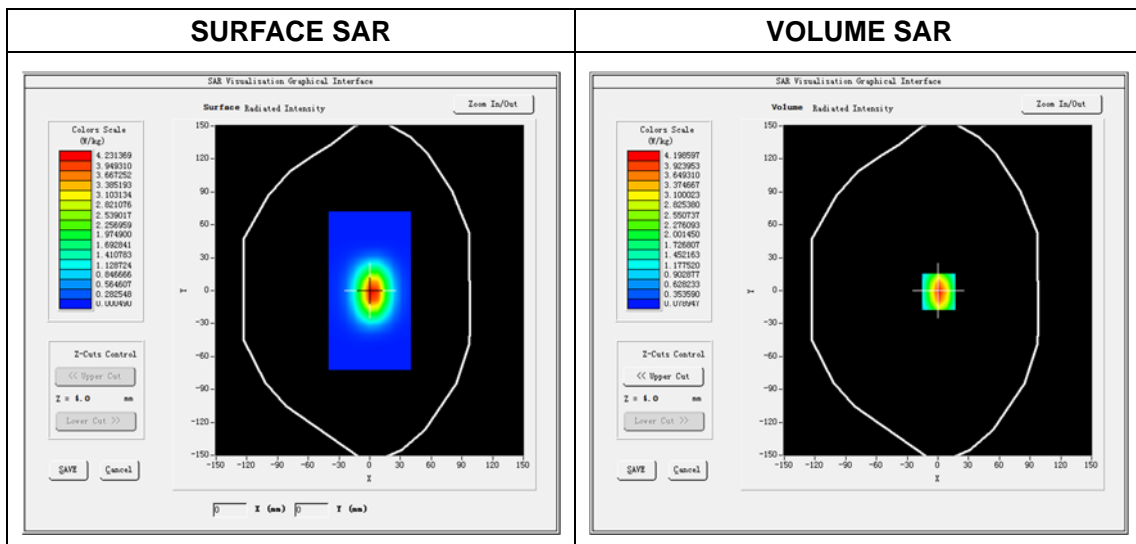 SURFACE SAR
VOLUME SAR
SAR Visualisation Graphical Interface
Surface Radiated Intensity
Zoom In/Out
Colors Scale
(W/kg)
4.231369
3.949310
3.667252
3.385193
3.103134
2.821076
2.539017
2.256959
1.974900
1.692841
1.410783
1.128724
0.846666
0.564607
0.282548
0.000490
Z-Cuts Control
<< Upper Cut
Z = 4.0 mm
Lower Cut >>
SAVE
Cancel
150
120
90
60
30
0
-30
-60
-90
-120
-150
Y
-150 -120 -90 -60 -30 0 30 60 90 120 150
X
0 X (mm) 0 Y (mm)
SAR Visualisation Graphical Interface
Volume Radiated Intensity
Zoom In/Out
Colors Scale
(W/kg)
4.198597
3.923953
3.649310
3.374667
3.100023
2.825380
2.550737
2.276093
2.001450
1.726807
1.452163
1.177520
0.902877
0.628233
0.353590
0.078947
Z-Cuts Control
<< Upper Cut
Z = 4.0 mm
Lower Cut >>
SAVE
Cancel
150
120
90
60
30
0
-30
-60
-90
-120
-150
Y
-150 -120 -90 -60 -30 0 30 60 90 120 150
X